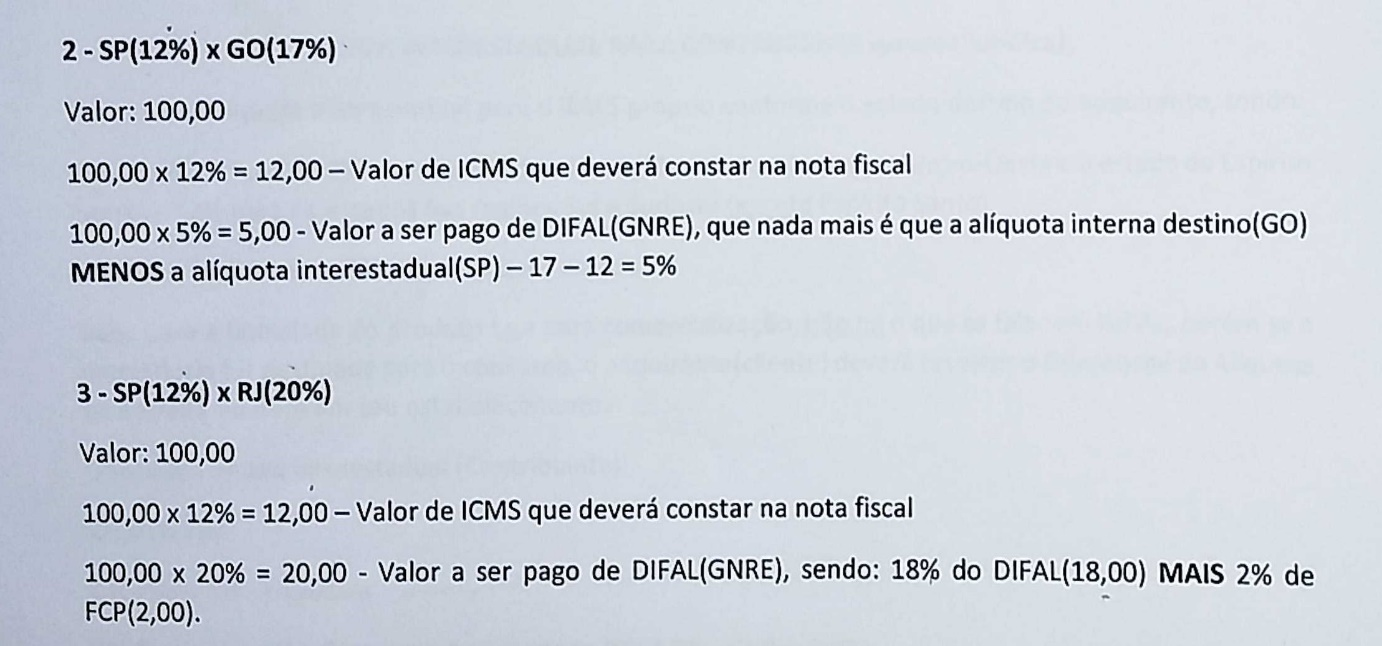 2 - SP(12%) x GO(17%)
Valor: 100,00
100,00 x 12% = 12,00 – Valor de ICMS que deverá constar na nota fiscal
100,00 x 5% = 5,00 - Valor a ser pago de DIFAL(GNRE), que nada mais é que a alíquota interna destino(GO)
MENOS a alíquota interestadual(SP) – 17 – 12 = 5%
3 - SP(12%) x RJ(20%)
Valor: 100,00
100,00 x 12% = 12,00 – Valor de ICMS que deverá constar na nota fiscal
100,00 x 20% = 20,00 - Valor a ser pago de DIFAL(GNRE), sendo: 18% do DIFAL(18,00) MAIS 2% de
FCP(2,00).